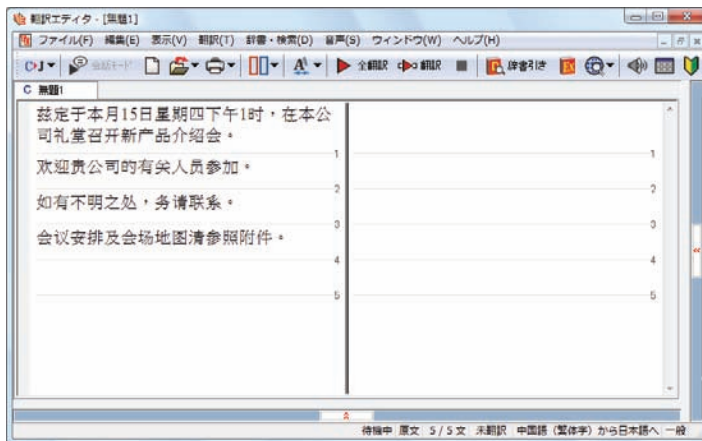 翻訳エディタ - [無題1]
ファイル(F) 編集(E) 表示(V) 翻訳(T) 辞書・検索(D) 音声(S) ウィンドウ(W) ヘルプ(H)
会話モード 全翻訳 翻訳 辞書引き
C 無題1
兹定于本月15日星期四下午1时，在本公
司礼堂召开新产品介绍会。
1 1
欢迎贵公司的有关人员参加。
2 2
如有不明之处，务请联系。
3 3
会议安排及会场地图清参照附件。
4 4
5 5
待機中 原文 5 / 5 文 未翻訳 中国語（繁体字）から日本語へ 一般